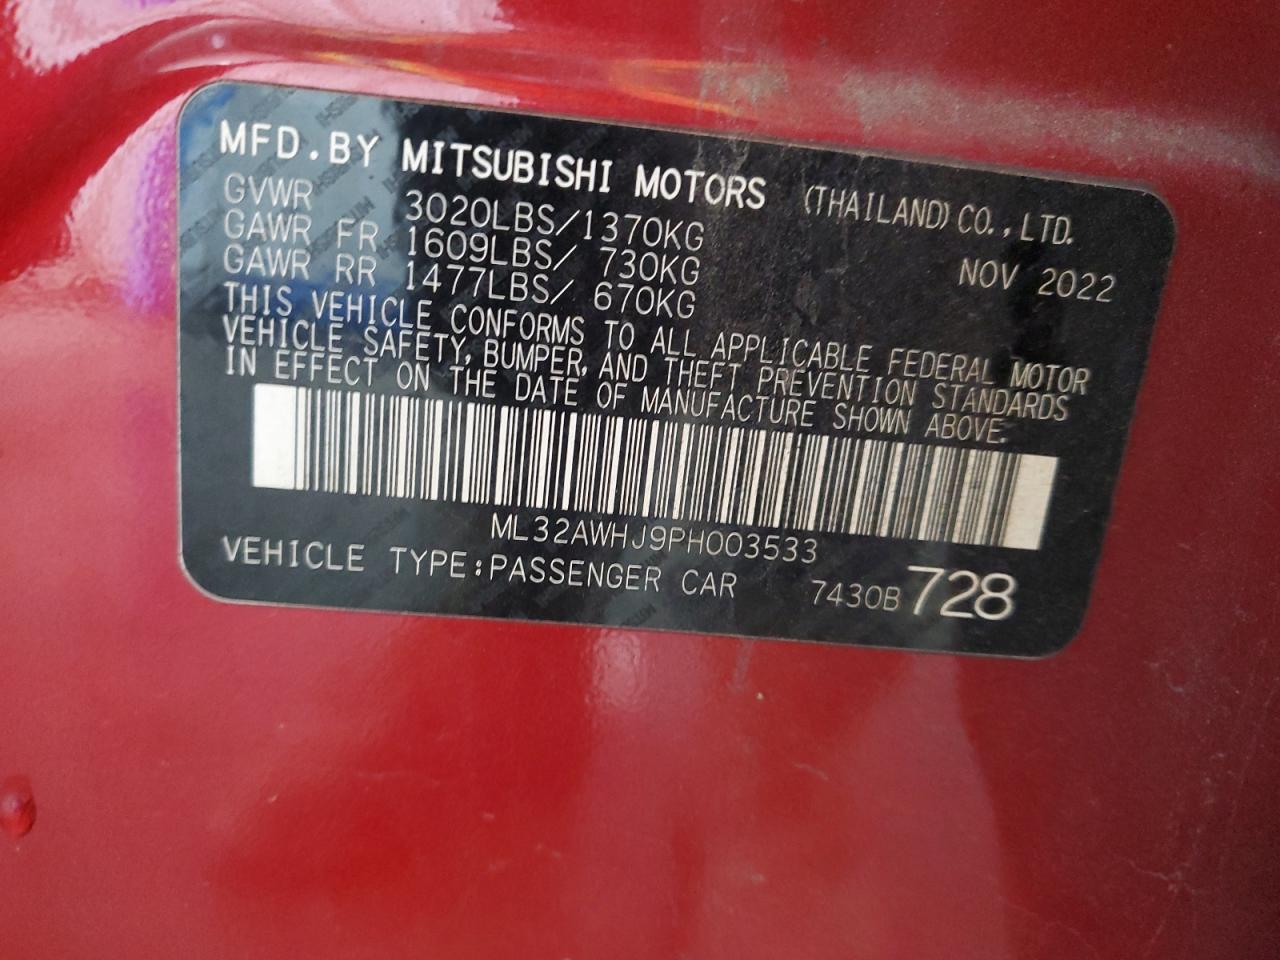 MFD.BY MITSUBISHI MOTORS (THAILAND) CO., LTD.
GVWR 3020LBS/1370KG
GAWR FR 1609LBS/ 730KG NOV 2022
GAWR RR 1477LBS/ 670KG
THIS VEHICLE CONFORMS TO ALL APPLICABLE FEDERAL MOTOR
VEHICLE SAFETY, BUMPER, AND THEFT PREVENTION STANDARDS
IN EFFECT ON THE DATE OF MANUFACTURE SHOWN ABOVE.
ML32AWHJ9PH003533
VEHICLE TYPE:PASSENGER CAR 7430B 728